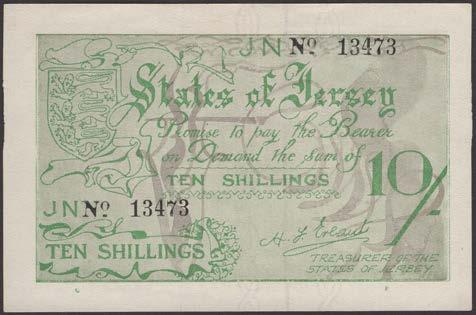 JN Nº 13473
States of Jersey
Promise to pay the Bearer
on Demand the sum of
TEN SHILLINGS
10/-
JN Nº 13473
TEN SHILLINGS
TREASURER OF THE
STATES OF JERSEY.